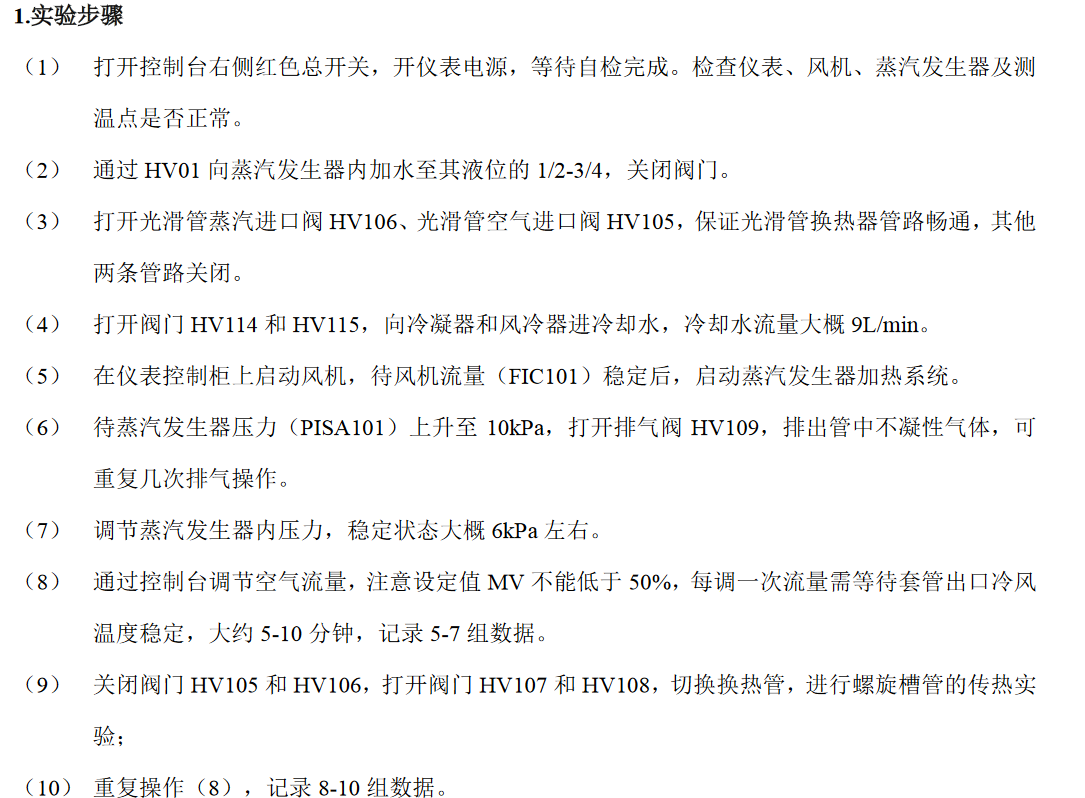 1.实验步骤
（1） 打开控制台右侧红色总开关，开仪表电源，等待自检完成。检查仪表、风机、蒸汽发生器及测
温点是否正常。
（2） 通过 HV01 向蒸汽发生器内加水至其液位的 1/2-3/4，关闭阀门。
（3） 打开光滑管蒸汽进口阀 HV106、光滑管空气进口阀 HV105，保证光滑管换热器管路畅通，其他
两条管路关闭。
（4） 打开阀门 HV114 和 HV115，向冷凝器和风冷器进冷却水，冷却水流量大概 9L/min。
（5） 在仪表控制柜上启动风机，待风机流量（FIC101）稳定后，启动蒸汽发生器加热系统。
（6） 待蒸汽发生器压力（PISA101）上升至 10kPa，打开排气阀 HV109，排出管中不凝性气体，可
重复几次排气操作。
（7） 调节蒸汽发生器内压力，稳定状态大概 6kPa 左右。
（8） 通过控制台调节空气流量，注意设定值 MV 不能低于 50%，每调一次流量需等待套管出口冷风
温度稳定，大约 5-10 分钟，记录 5-7 组数据。
（9） 关闭阀门 HV105 和 HV106，打开阀门 HV107 和 HV108，切换换热管，进行螺旋槽管的传热实
验；
（10） 重复操作（8），记录 8-10 组数据。